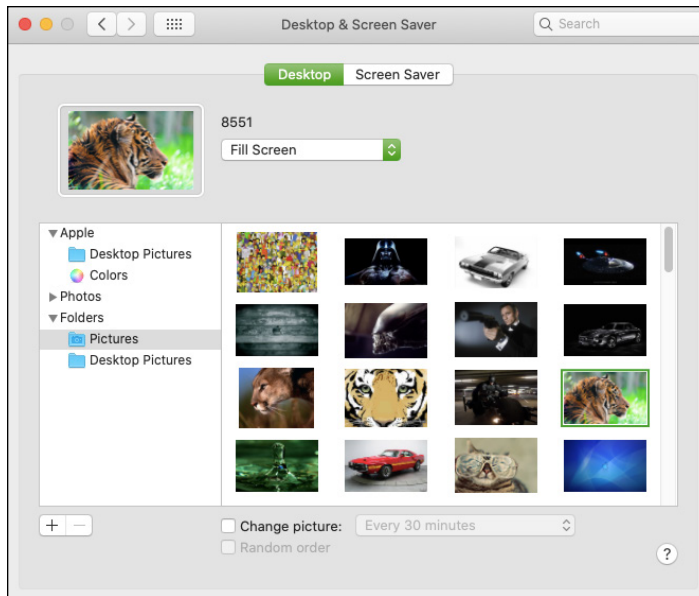 Desktop & Screen Saver
Search
Desktop
Screen Saver
8551
Fill Screen
Apple
Desktop Pictures
Colors
Photos
Folders
Pictures
Desktop Pictures
Change picture:
Every 30 minutes
Random order
?